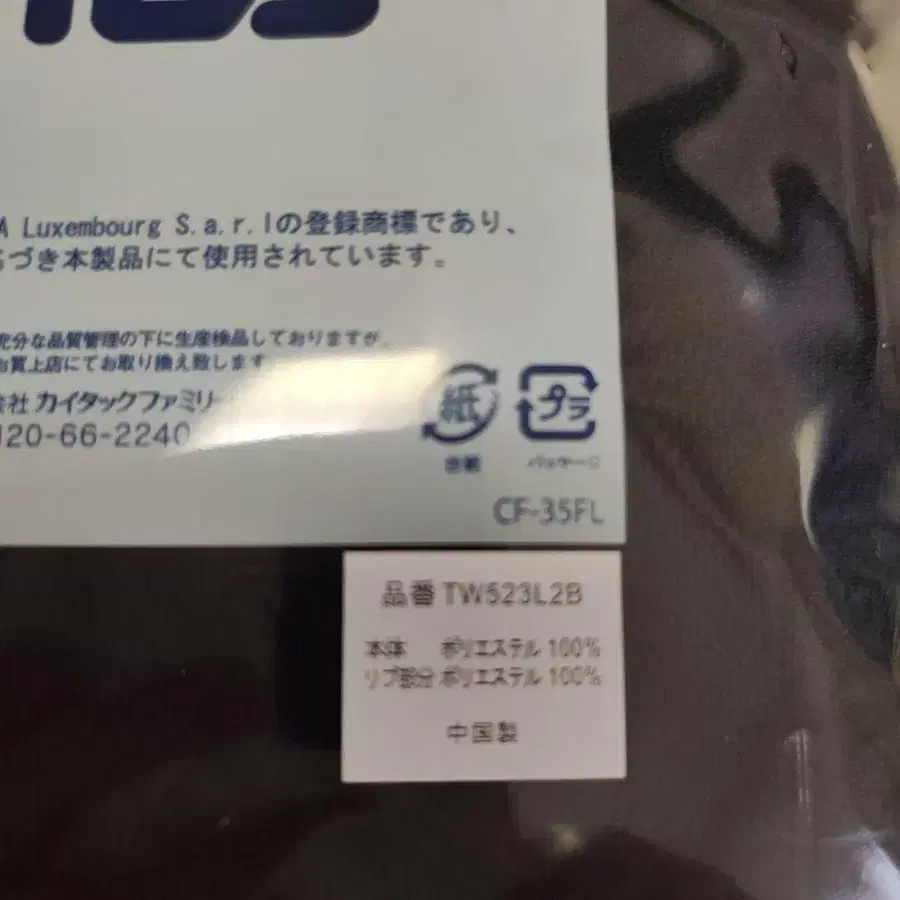 A Luxembourg S.a.r.lの登録商標であり、
づき本製品にて使用されています。
充分な品質管理の下に生産検品しておりますが、
お買上店にてお取り換え致します
会社 カイタックファミリー
120-66-2240
紙
プラ
台紙
パッケージ
CF-35FL
品番 TW523L2B
本体 ポリエステル 100%
リブ部分 ポリエステル 100%
中国製